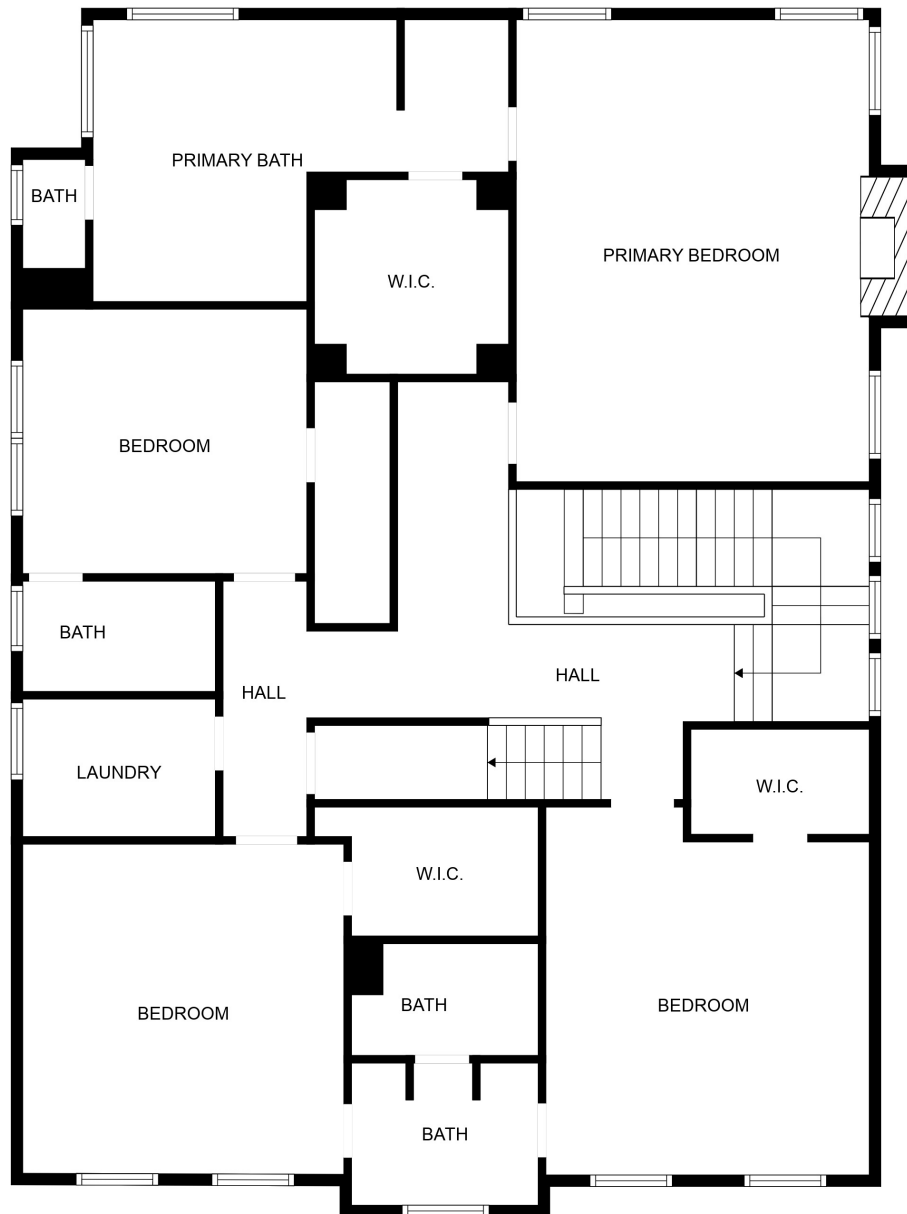 PRIMARY BATH
BATH
PRIMARY BEDROOM
W.I.C.
BEDROOM
BATH
HALL
HALL
LAUNDRY
W.I.C.
W.I.C.
BEDROOM
BATH
BEDROOM
BATH